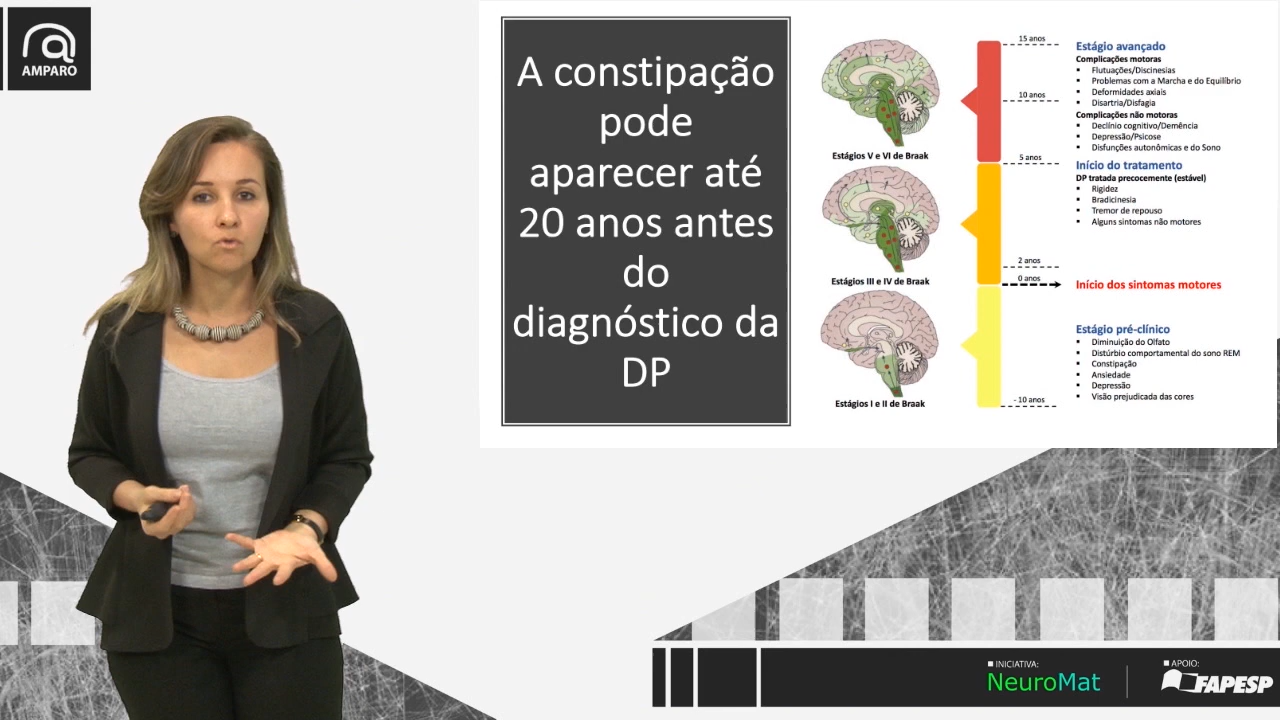 AMPARO
A constipação
pode
aparecer até
20 anos antes
do
diagnóstico da
DP
Estágios V e VI de Braak
Estágios III e IV de Braak
Estágios I e II de Braak
15 anos
10 anos
5 anos
2 anos
0 anos
- 10 anos
Estágio avançado
Complicações motoras
▪ Flutuações/Discinesias
▪ Problemas com a Marcha e do Equilíbrio
▪ Deformidades axiais
▪ Disartria/Disfagia
Complicações não motoras
▪ Declínio cognitivo/Demência
▪ Depressão/Psicose
▪ Disfunções autonômicas e do Sono
Início do tratamento
DP tratada precocemente (estável)
▪ Rigidez
▪ Bradicinesia
▪ Tremor de repouso
▪ Alguns sintomas não motores
Início dos sintomas motores
Estágio pré-clínico
▪ Diminuição do Olfato
▪ Distúrbio comportamental do sono REM
▪ Constipação
▪ Ansiedade
▪ Depressão
▪ Visão prejudicada das cores
INICIATIVA:
NeuroMat
APOIO:
FAPESP